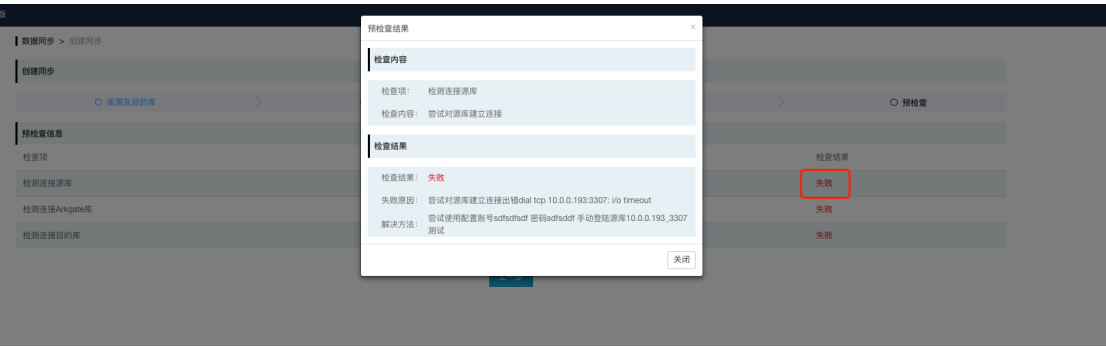 版
数据同步 > 创建同步
创建同步
库源及目的库
预检查
预检查信息
检查项
检查结果
检测连接源库
失败
检测连接Arkgate库
失败
检测连接目的库
失败
预检查结果
×
检查内容
检查项： 检测连接源库
检查内容： 尝试对源库建立连接
检查结果
检查结果： 失败
失败原因： 尝试对源库建立连接出错dial tcp 10.0.0.193:3307: i/o timeout
解决方法： 尝试使用配置账号sdfsdfsdf 密码sdfsddf 手动登陆源库10.0.0.193_3307
测试
关闭